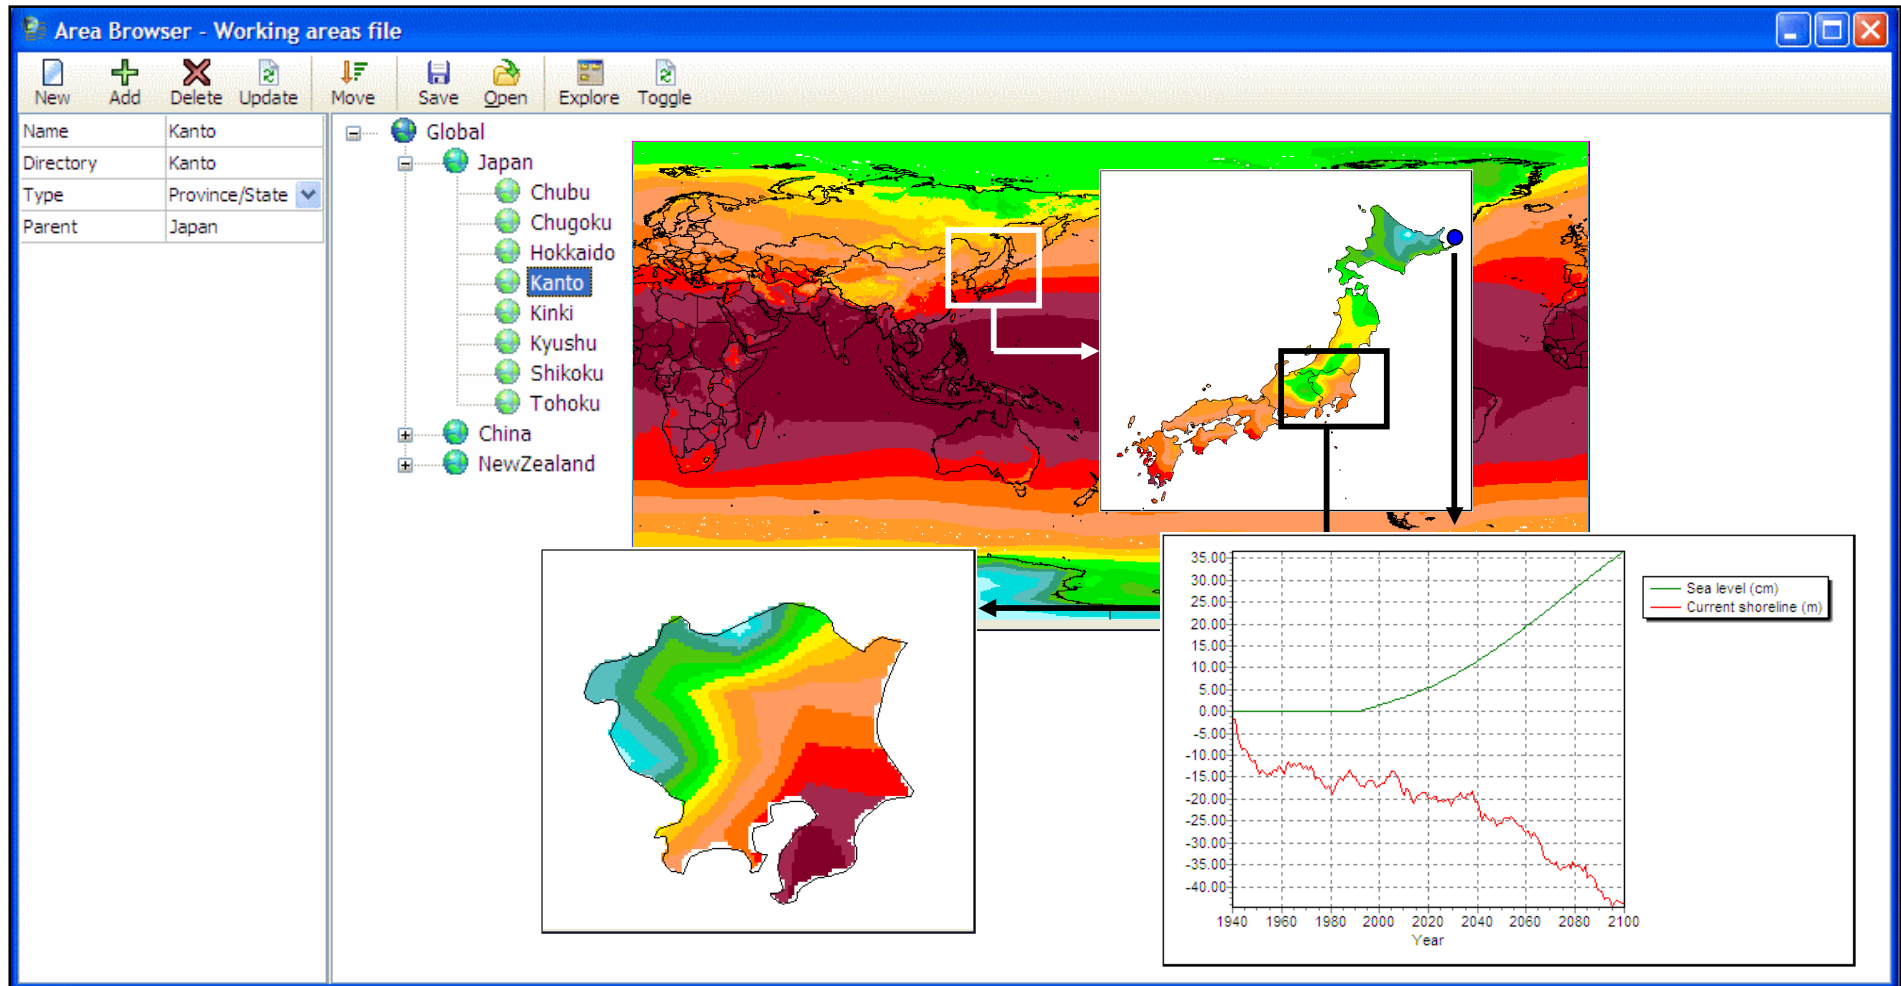 Area Browser - Working areas file
New Add Delete Update Move Save Open Explore Toggle
Name Kanto
Directory Kanto
Type Province/State
Parent Japan
Global
Japan
Chubu
Chugoku
Hokkaido
Kanto
Kinki
Kyushu
Shikoku
Tohoku
China
NewZealand
35.00
30.00
25.00
20.00
15.00
10.00
5.00
0.00
-5.00
-10.00
-15.00
-20.00
-25.00
-30.00
-35.00
-40.00
1940 1960 1980 2000 2020 2040 2060 2080 2100
Year
Sea level (cm)
Current shoreline (m)